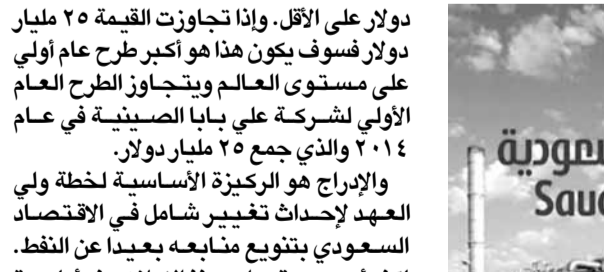 دولار على الأقل. وإذا تجاوزت القيمة ٢٥ مليار
دولار فسوف يكون هذا هو أكبر طرح عام أولي
على مستوى العالم ويتجاوز الطرح العام
الأولي لشركة علي بابا الصينية في عام
٢٠١٤ والذي جمع ٢٥ مليار دولار.
والإدراج هو الركيزة الأساسية لخطة ولي
العهد لإحداث تغيير شامل في الاقتصاد
السعودي بتنويع منابعه بعيدا عن النفط.
سعودية
Saud